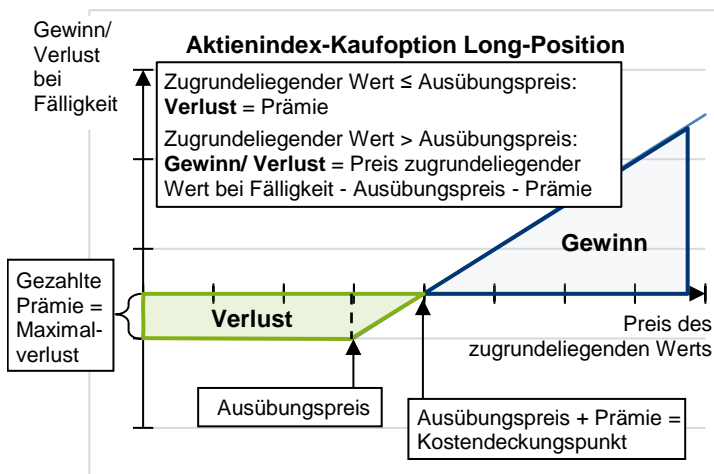 Gewinn/
Verlust
bei
Fälligkeit
Aktienindex-Kaufoption Long-Position
Zugrundeliegender Wert ≤ Ausübungspreis:
Verlust = Prämie
Zugrundeliegender Wert > Ausübungspreis:
Gewinn/ Verlust = Preis zugrundeliegender
Wert bei Fälligkeit - Ausübungspreis - Prämie
Gewinn
Gezahlte
Prämie =
Maximal-
verlust
Verlust
Preis des
zugrundeliegenden Werts
Ausübungspreis
Ausübungspreis + Prämie =
Kostendeckungspunkt